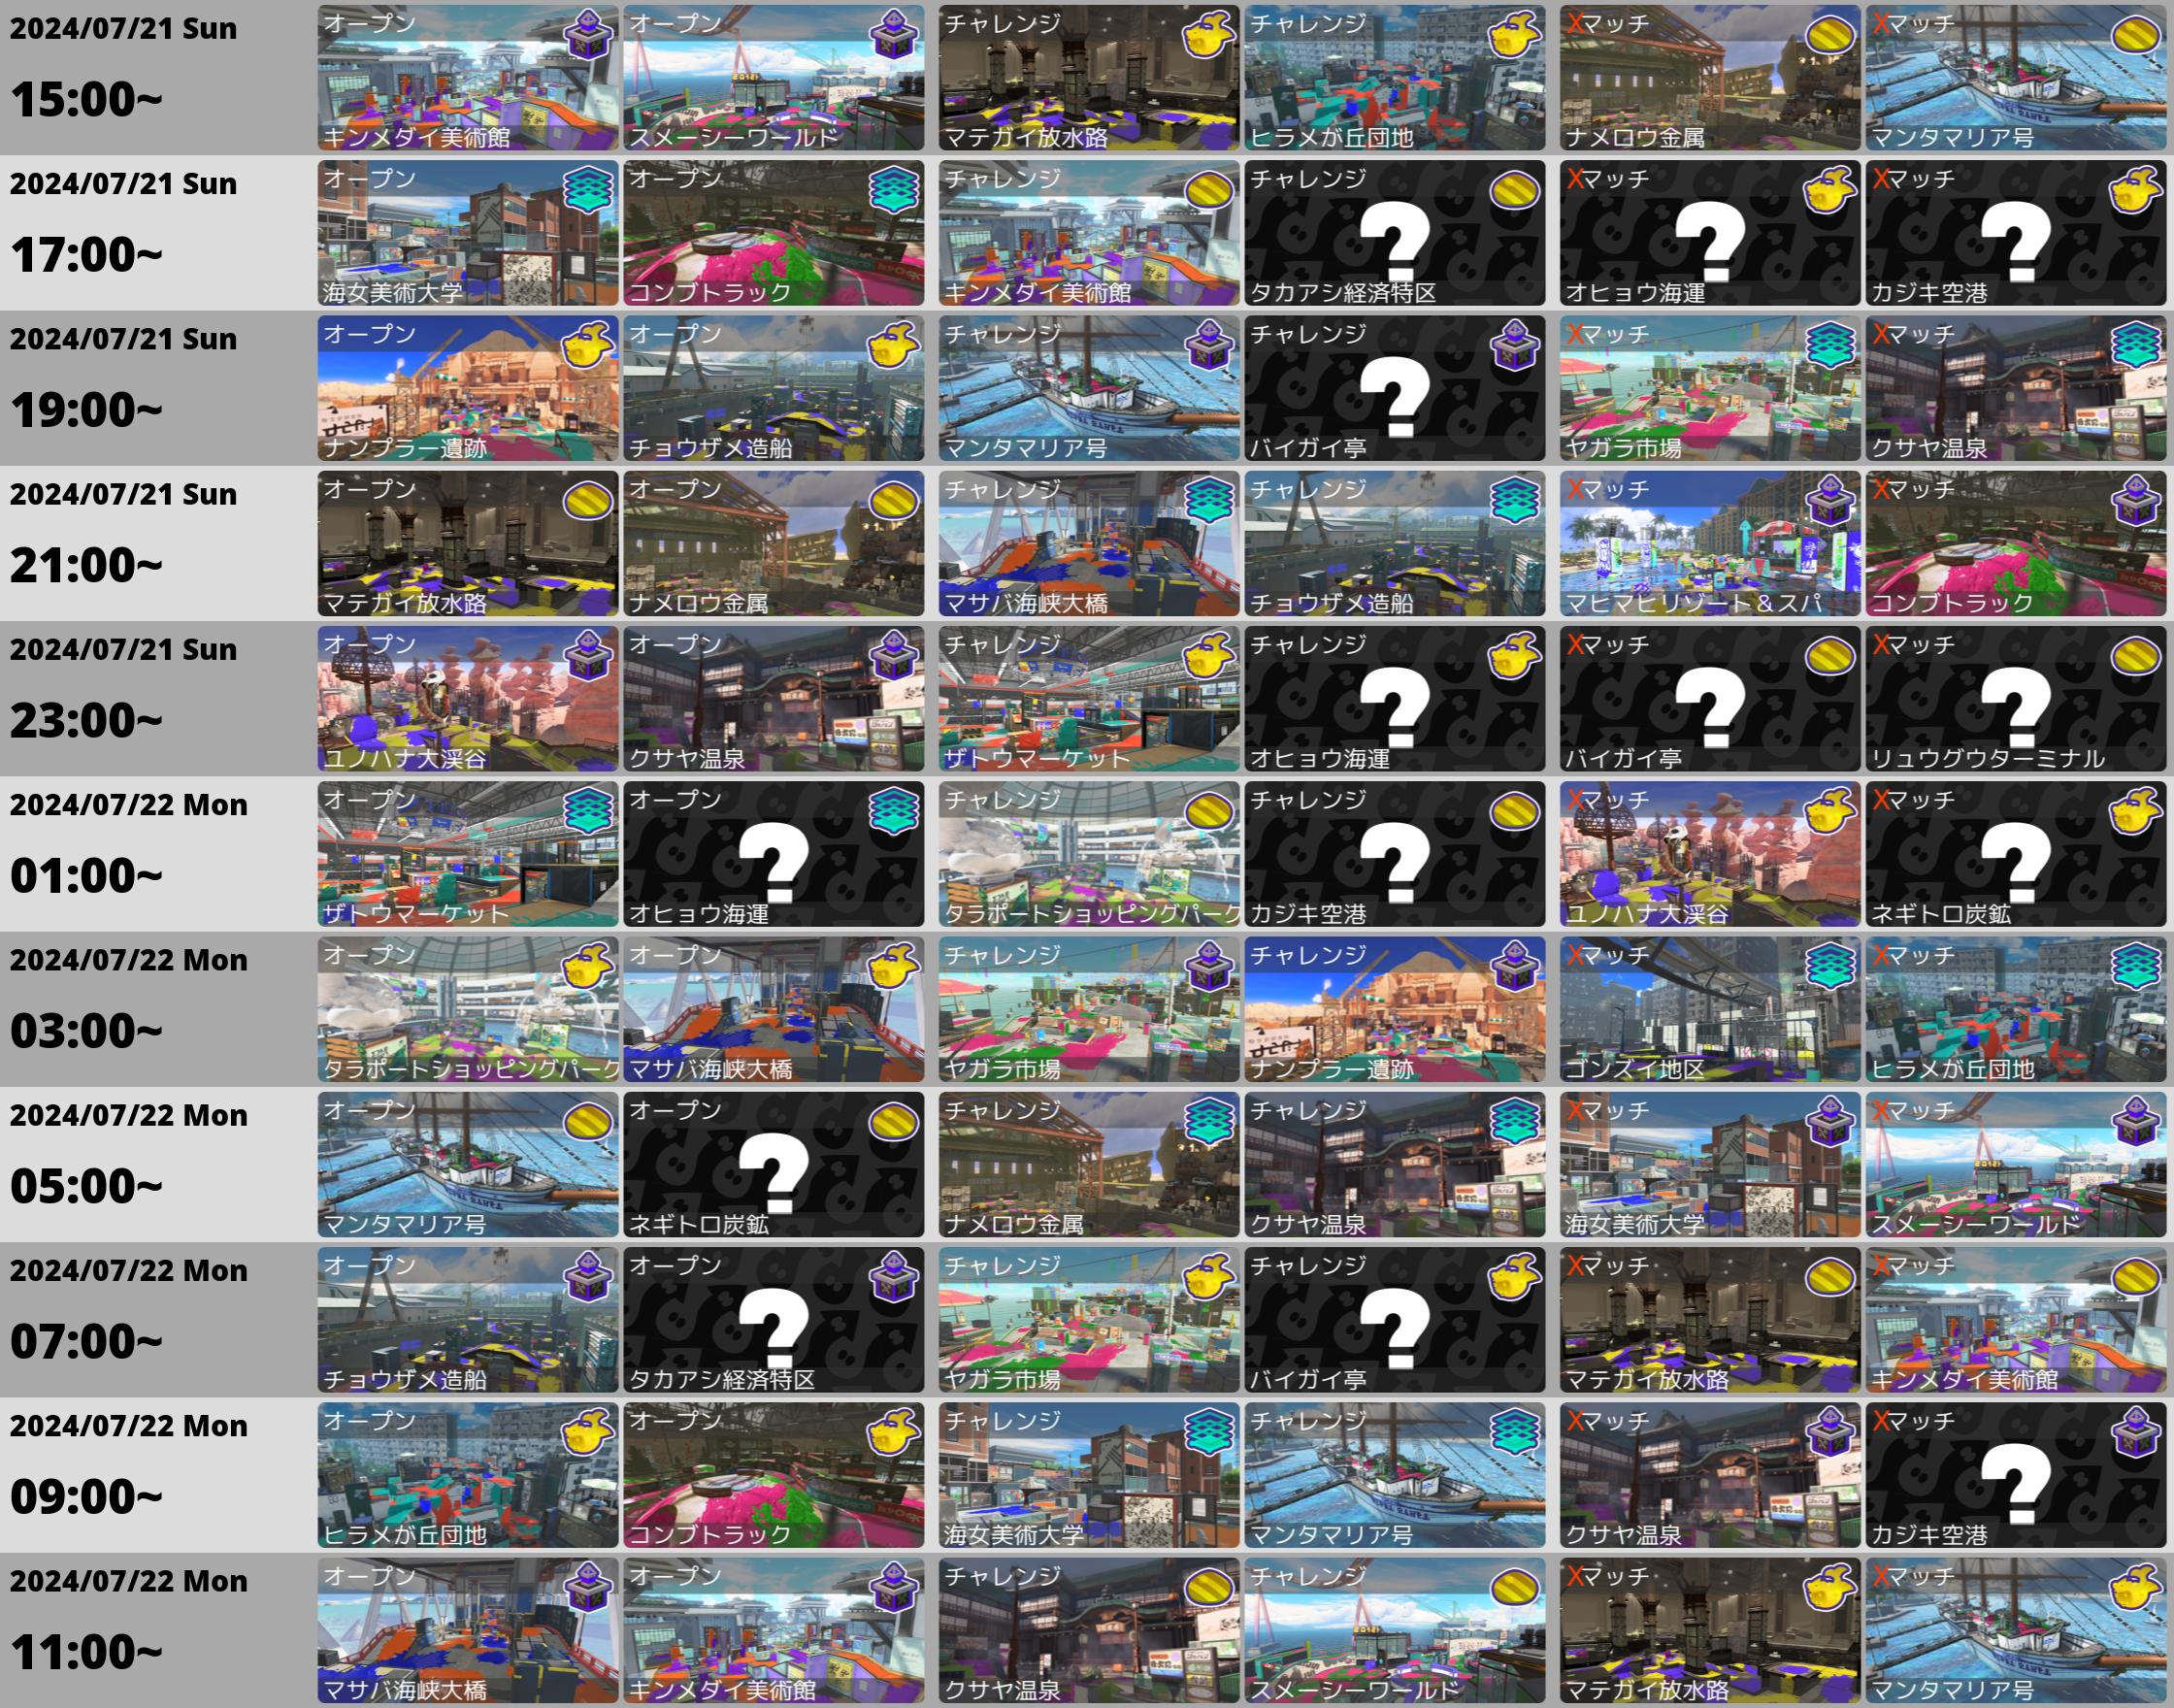 2024/07/21 Sun
15:00~
オープン オープン チャレンジ チャレンジ Xマッチ Xマッチ
キンメダイ美術館 スメーシーワールド マテガイ放水路 ヒラメが丘団地 ナメロウ金属 マンタマリア号
2024/07/21 Sun
17:00~
オープン オープン チャレンジ チャレンジ Xマッチ Xマッチ
海女美術大学 コンブトラック キンメダイ美術館 タカアシ経済特区 オヒョウ海運 カジキ空港
2024/07/21 Sun
19:00~
オープン オープン チャレンジ チャレンジ Xマッチ Xマッチ
ナンプラー遺跡 チョウザメ造船 マンタマリア号 バイガイ亭 ヤガラ市場 クサヤ温泉
2024/07/21 Sun
21:00~
オープン オープン チャレンジ チャレンジ Xマッチ Xマッチ
マテガイ放水路 ナメロウ金属 マサバ海峡大橋 チョウザメ造船 マヒマヒリゾート＆スパ コンブトラック
2024/07/21 Sun
23:00~
オープン オープン チャレンジ チャレンジ Xマッチ Xマッチ
ユノハナ大渓谷 クサヤ温泉 ザトウマーケット オヒョウ海運 バイガイ亭 リュウグウターミナル
2024/07/22 Mon
01:00~
オープン オープン チャレンジ チャレンジ Xマッチ Xマッチ
ザトウマーケット オヒョウ海運 タラポートショッピングパーク カジキ空港 ユノハナ大渓谷 ネギトロ炭鉱
2024/07/22 Mon
03:00~
オープン オープン チャレンジ チャレンジ Xマッチ Xマッチ
タラポートショッピングパーク マサバ海峡大橋 ヤガラ市場 ナンプラー遺跡 ゴンズイ地区 ヒラメが丘団地
2024/07/22 Mon
05:00~
オープン オープン チャレンジ チャレンジ Xマッチ Xマッチ
マンタマリア号 ネギトロ炭鉱 ナメロウ金属 クサヤ温泉 海女美術大学 スメーシーワールド
2024/07/22 Mon
07:00~
オープン オープン チャレンジ チャレンジ Xマッチ Xマッチ
チョウザメ造船 タカアシ経済特区 ヤガラ市場 バイガイ亭 マテガイ放水路 キンメダイ美術館
2024/07/22 Mon
09:00~
オープン オープン チャレンジ チャレンジ Xマッチ Xマッチ
ヒラメが丘団地 コンブトラック 海女美術大学 マンタマリア号 クサヤ温泉 カジキ空港
2024/07/22 Mon
11:00~
オープン オープン チャレンジ チャレンジ Xマッチ Xマッチ
マサバ海峡大橋 キンメダイ美術館 クサヤ温泉 スメーシーワールド マテガイ放水路 マンタマリア号